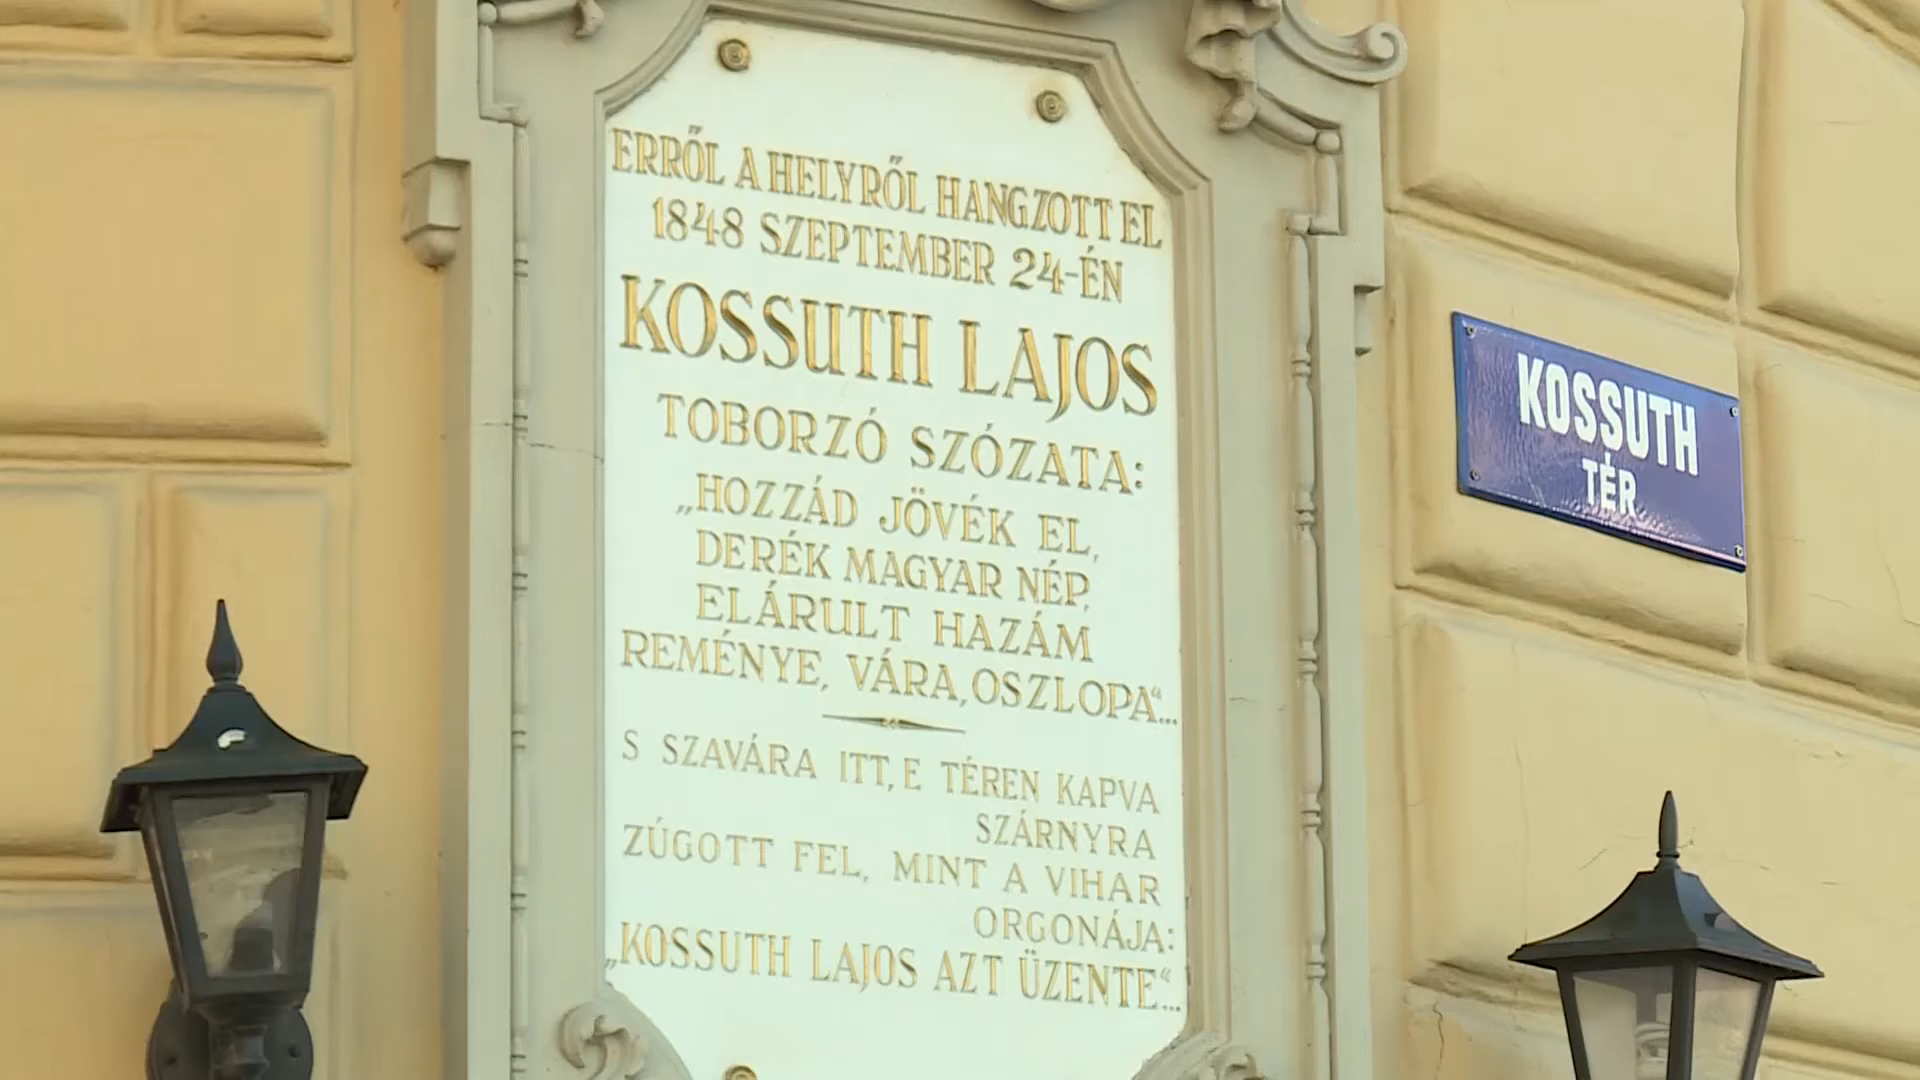 ERRŐL A HELYRŐL HANGZOTT EL
1848 SZEPTEMBER 24-ÉN
KOSSUTH LAJOS
TOBORZÓ SZÓZATA:
„HOZZÁD JÖVÉK EL,
DERÉK MAGYAR NÉP,
ELÁRULT HAZÁM
REMÉNYE, VÁRA, OSZLOPA“...
S SZAVÁRA ITT, E TÉREN KAPVA
SZÁRNYRA
ZÚGOTT FEL, MINT A VIHAR
ORGONÁJA:
„KOSSUTH LAJOS AZT ÜZENTE“...
KOSSUTH
TÉR